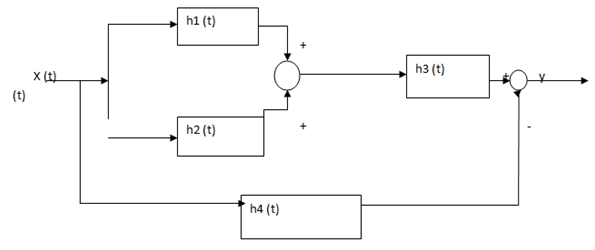 h1 (t)
+
X (t)
h3 (t)
+
y
(t)
h2 (t)
+
-
h4 (t)